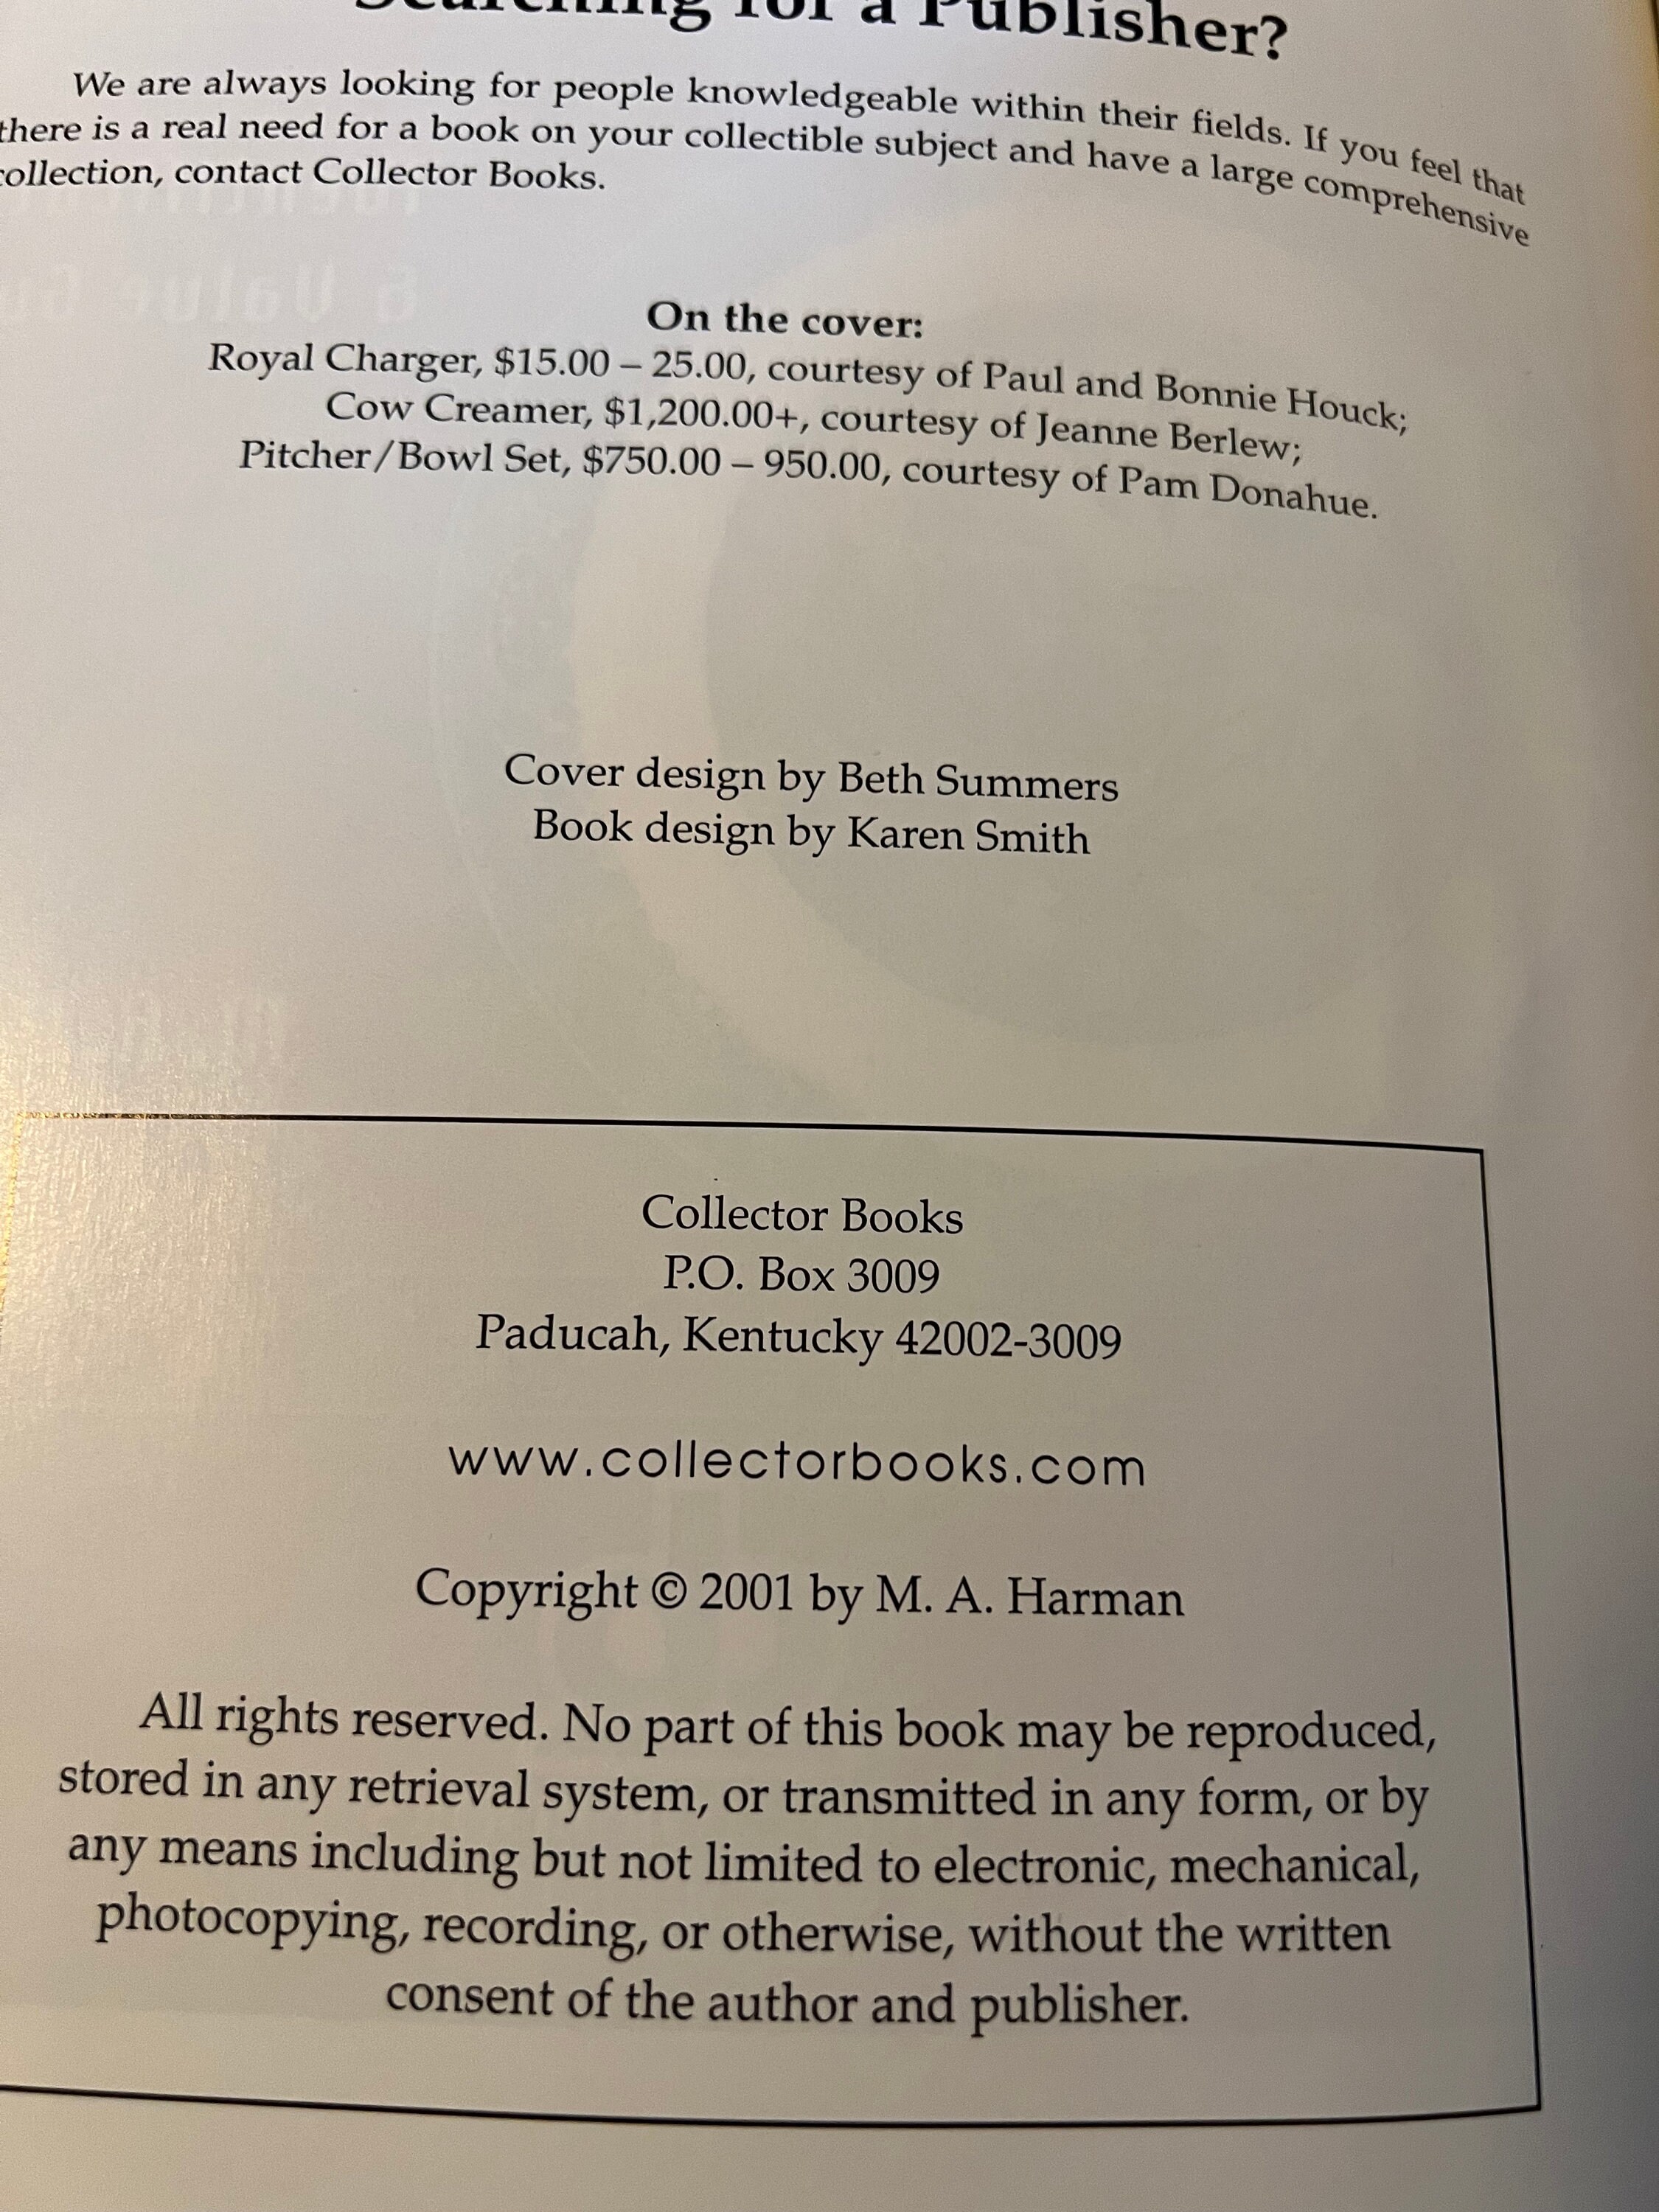 Searching for a Publisher?
We are always looking for people knowledgeable within their fields. If you feel that
there is a real need for a book on your collectible subject and have a large comprehensive
collection, contact Collector Books.
On the cover:
Royal Charger, $15.00 – 25.00, courtesy of Paul and Bonnie Houck;
Cow Creamer, $1,200.00+, courtesy of Jeanne Berlew;
Pitcher/Bowl Set, $750.00 – 950.00, courtesy of Pam Donahue.
Cover design by Beth Summers
Book design by Karen Smith
Collector Books
P.O. Box 3009
Paducah, Kentucky 42002-3009
www.collectorbooks.com
Copyright © 2001 by M. A. Harman
All rights reserved. No part of this book may be reproduced,
stored in any retrieval system, or transmitted in any form, or by
any means including but not limited to electronic, mechanical,
photocopying, recording, or otherwise, without the written
consent of the author and publisher.